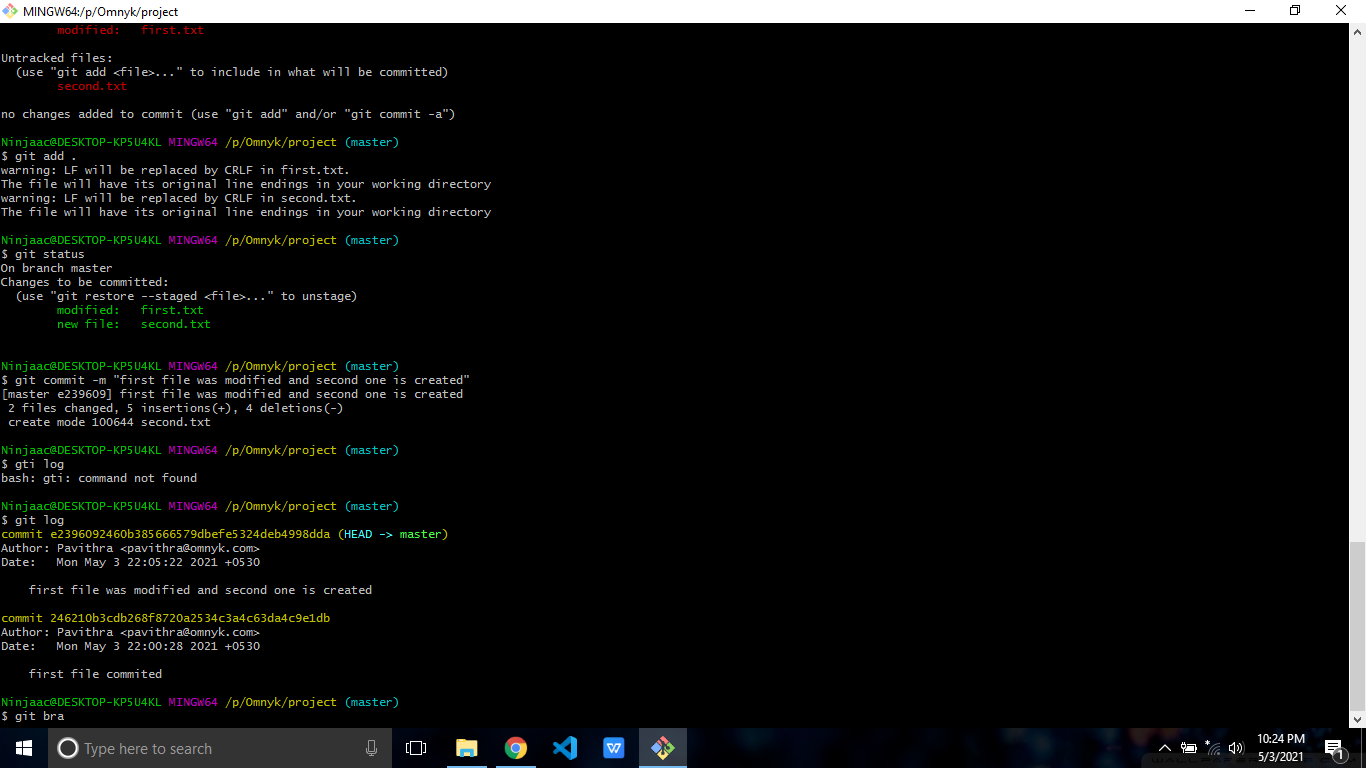 MINGW64:/p/Omnyk/project
modified:   first.txt
Untracked files:
(use "git add <file>..." to include in what will be committed)
second.txt
no changes added to commit (use "git add" and/or "git commit -a")
Ninjaac@DESKTOP-KP5U4KL MINGW64 /p/Omnyk/project (master)
$ git add .
warning: LF will be replaced by CRLF in first.txt.
The file will have its original line endings in your working directory
warning: LF will be replaced by CRLF in second.txt.
The file will have its original line endings in your working directory
Ninjaac@DESKTOP-KP5U4KL MINGW64 /p/Omnyk/project (master)
$ git status
On branch master
Changes to be committed:
(use "git restore --staged <file>..." to unstage)
modified:   first.txt
new file:   second.txt
Ninjaac@DESKTOP-KP5U4KL MINGW64 /p/Omnyk/project (master)
$ git commit -m "first file was modified and second one is created"
[master e239609] first file was modified and second one is created
2 files changed, 5 insertions(+), 4 deletions(-)
create mode 100644 second.txt
Ninjaac@DESKTOP-KP5U4KL MINGW64 /p/Omnyk/project (master)
$ gti log
bash: gti: command not found
Ninjaac@DESKTOP-KP5U4KL MINGW64 /p/Omnyk/project (master)
$ git log
commit e2396092460b385666579dbefe5324deb4998dda (HEAD -> master)
Author: Pavithra <pavithra@omnyk.com>
Date:   Mon May 3 22:05:22 2021 +0530
first file was modified and second one is created
commit 246210b3cdb268f8720a2534c3a4c63da4c9e1db
Author: Pavithra <pavithra@omnyk.com>
Date:   Mon May 3 22:00:28 2021 +0530
first file commited
Ninjaac@DESKTOP-KP5U4KL MINGW64 /p/Omnyk/project (master)
$ git bra
Type here to search
10:24 PM
5/3/2021
1